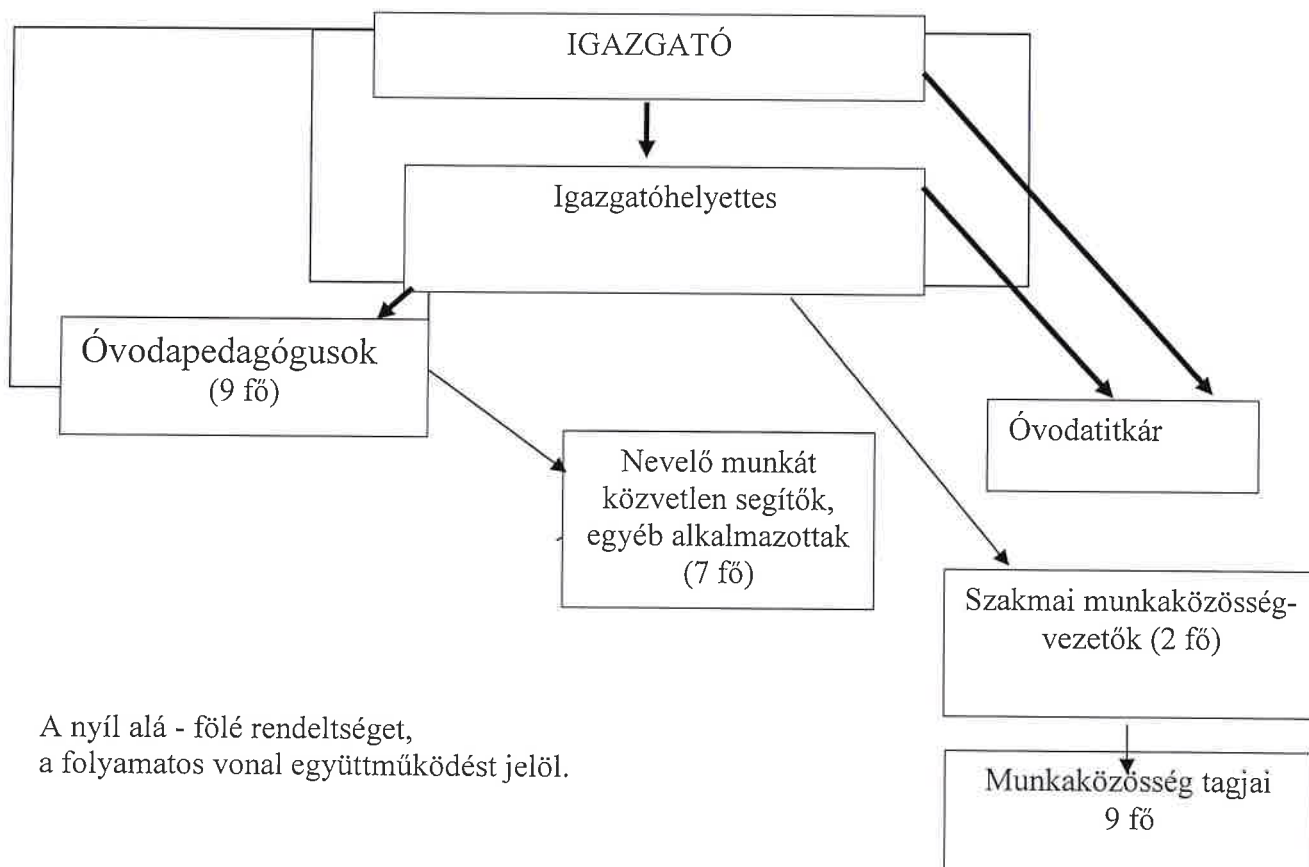 IGAZGATÓ
Igazgatóhelyettes
Óvodapedagógusok
(9 fő)
Óvodatitkár
Nevelő munkát
közvetlen segítők,
egyéb alkalmazottak
(7 fő)
Szakmai munkaközösség-
vezetők (2 fő)
A nyíl alá - fölé rendeltséget,
a folyamatos vonal együttműködést jelöl.
Munkaközösség tagjai
9 fő